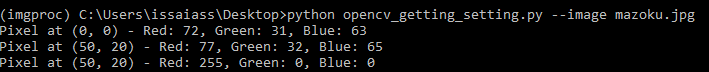 (imgproc) C:\Users\issaiass\Desktop>python opencv_getting_setting.py --image mazoku.jpg
Pixel at (0, 0) - Red: 72, Green: 31, Blue: 63
Pixel at (50, 20) - Red: 77, Green: 32, Blue: 65
Pixel at (50, 20) - Red: 255, Green: 0, Blue: 0